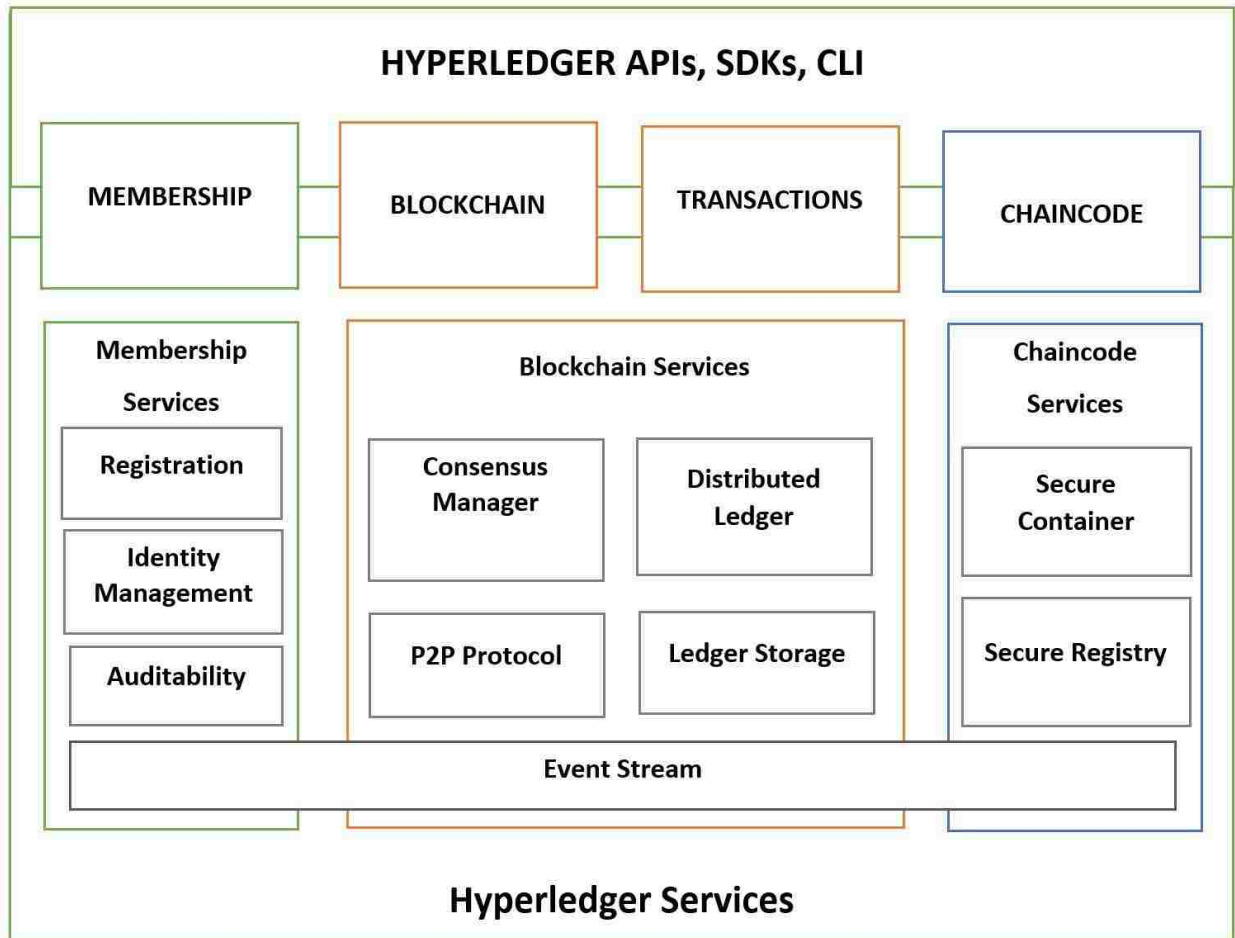 HYPERLEDGER APIs, SDKs, CLI
MEMBERSHIP
BLOCKCHAIN
TRANSACTIONS
CHAINCODE
Membership
Services
Registration
Identity
Management
Auditability
Blockchain Services
Consensus
Manager
Distributed
Ledger
P2P Protocol
Ledger Storage
Chaincode
Services
Secure
Container
Secure Registry
Event Stream
Hyperledger Services